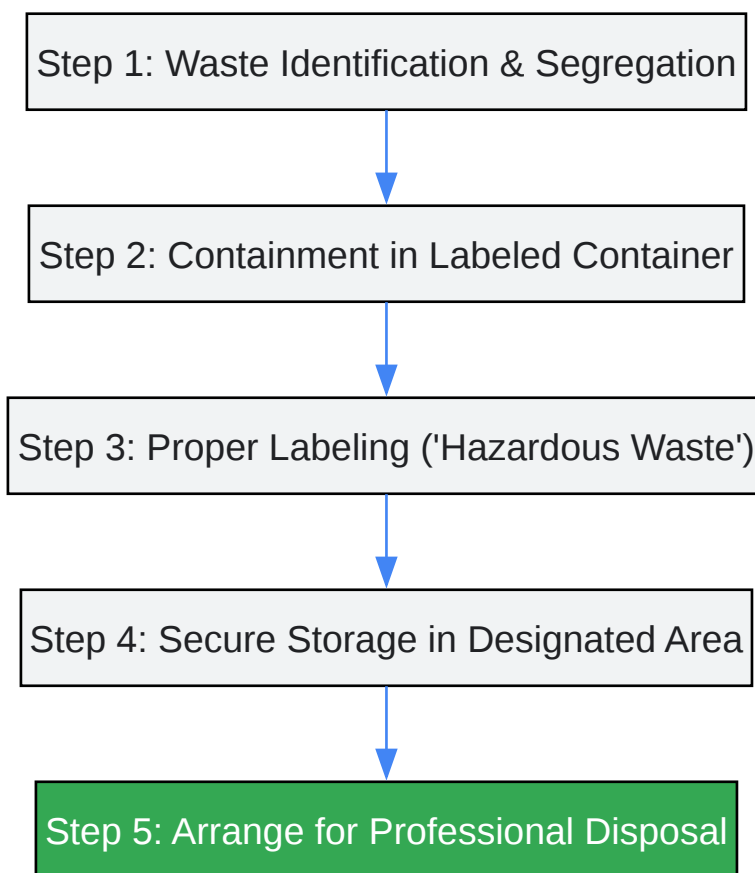 Step 1: Waste Identification & Segregation
Step 2: Containment in Labeled Container
Step 3: Proper Labeling ('Hazardous Waste')
Step 4: Secure Storage in Designated Area
Step 5: Arrange for Professional Disposal